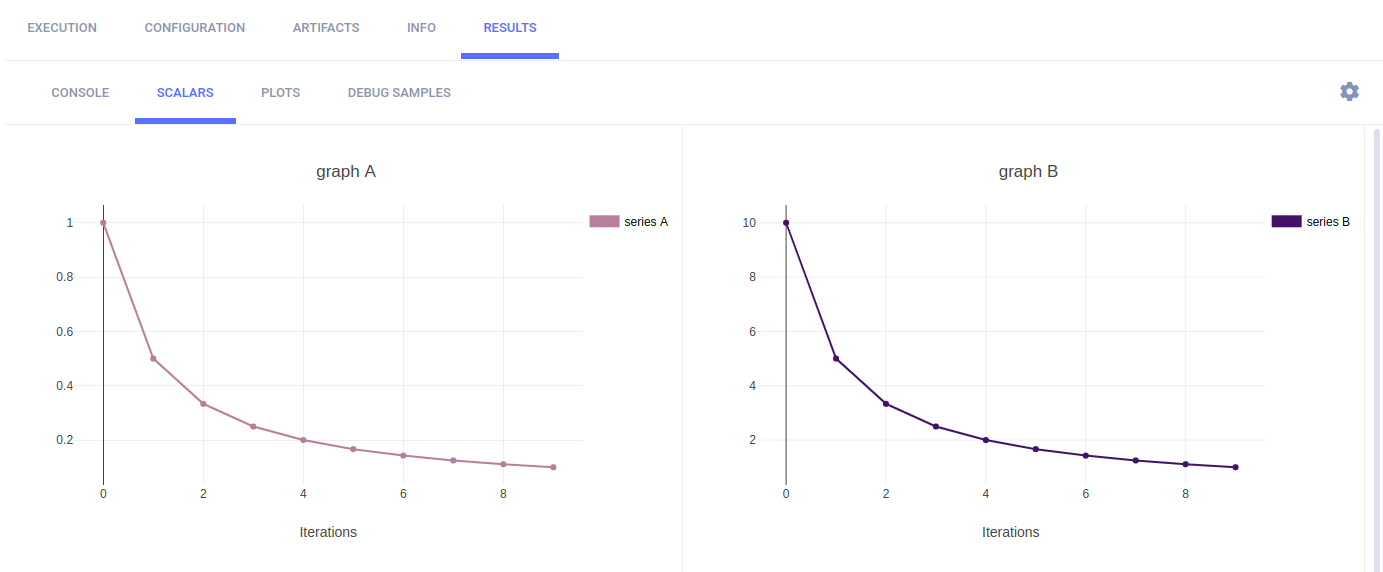 EXECUTION CONFIGURATION ARTIFACTS INFO RESULTS
CONSOLE SCALARS PLOTS DEBUG SAMPLES
graph A
1
0.8
0.6
0.4
0.2
0 2 4 6 8
Iterations
series A
graph B
10
8
6
4
2
0 2 4 6 8
Iterations
series B